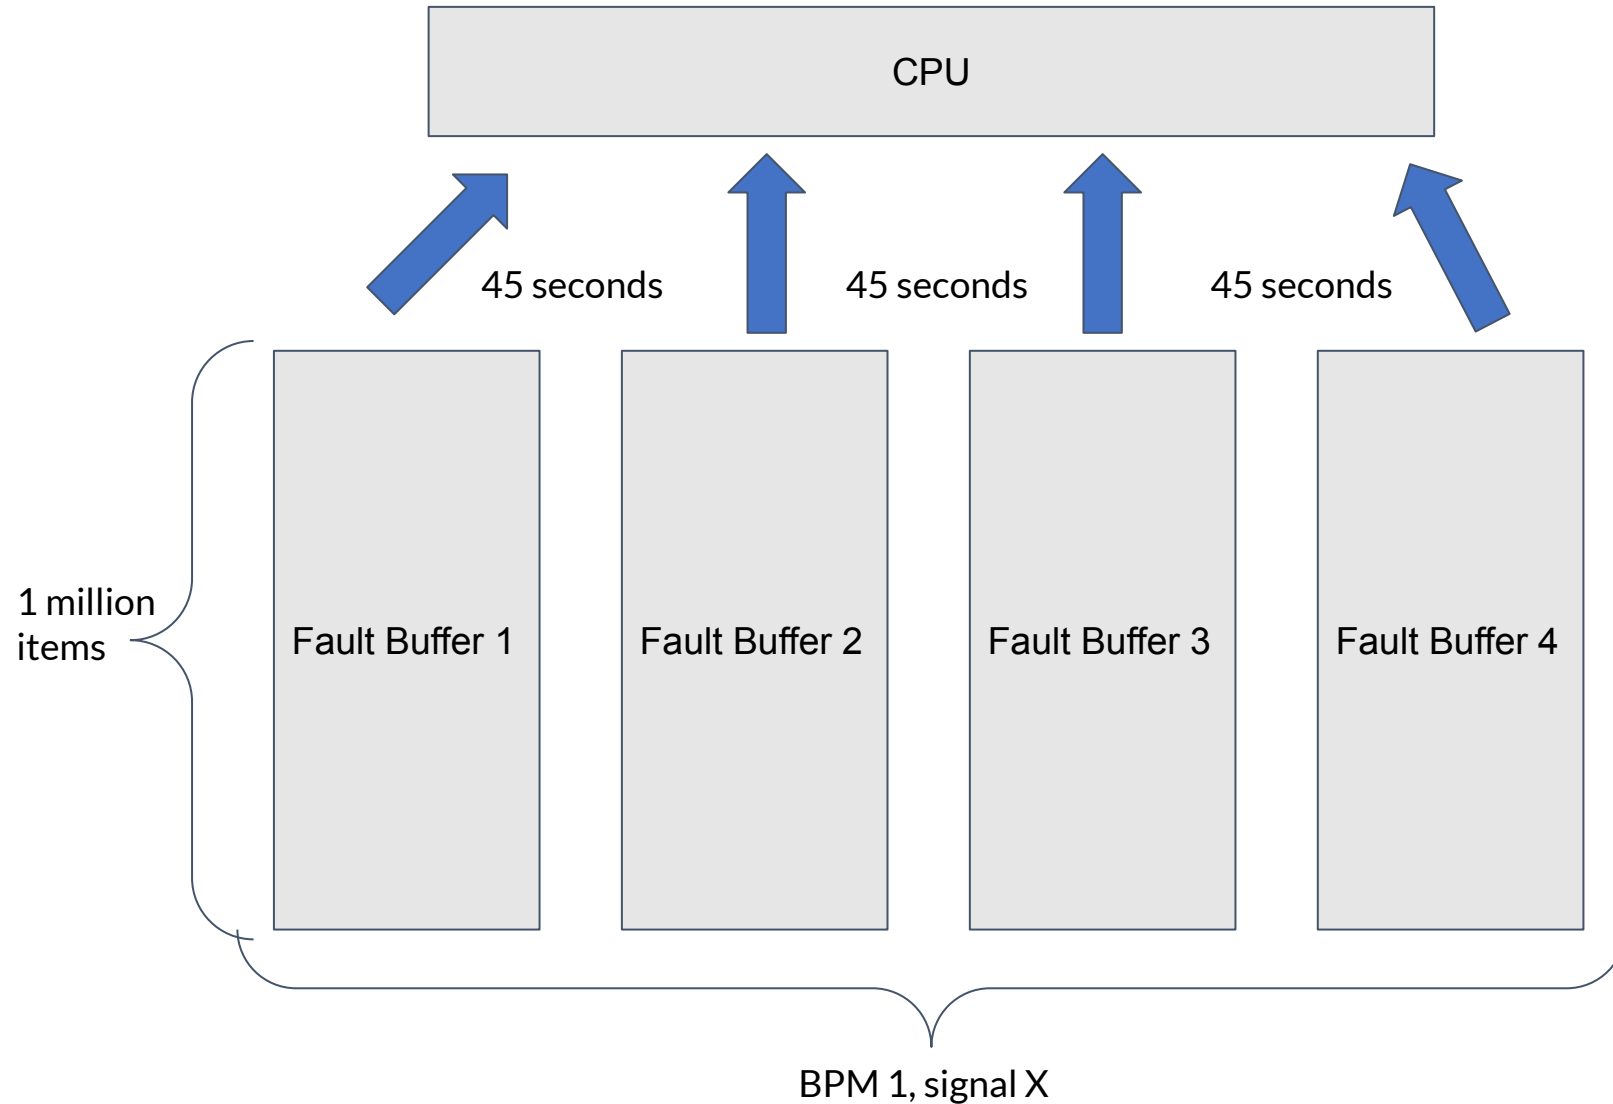 CPU
45 seconds
45 seconds
45 seconds
1 million
items
Fault Buffer 1
Fault Buffer 2
Fault Buffer 3
Fault Buffer 4
BPM 1, signal X